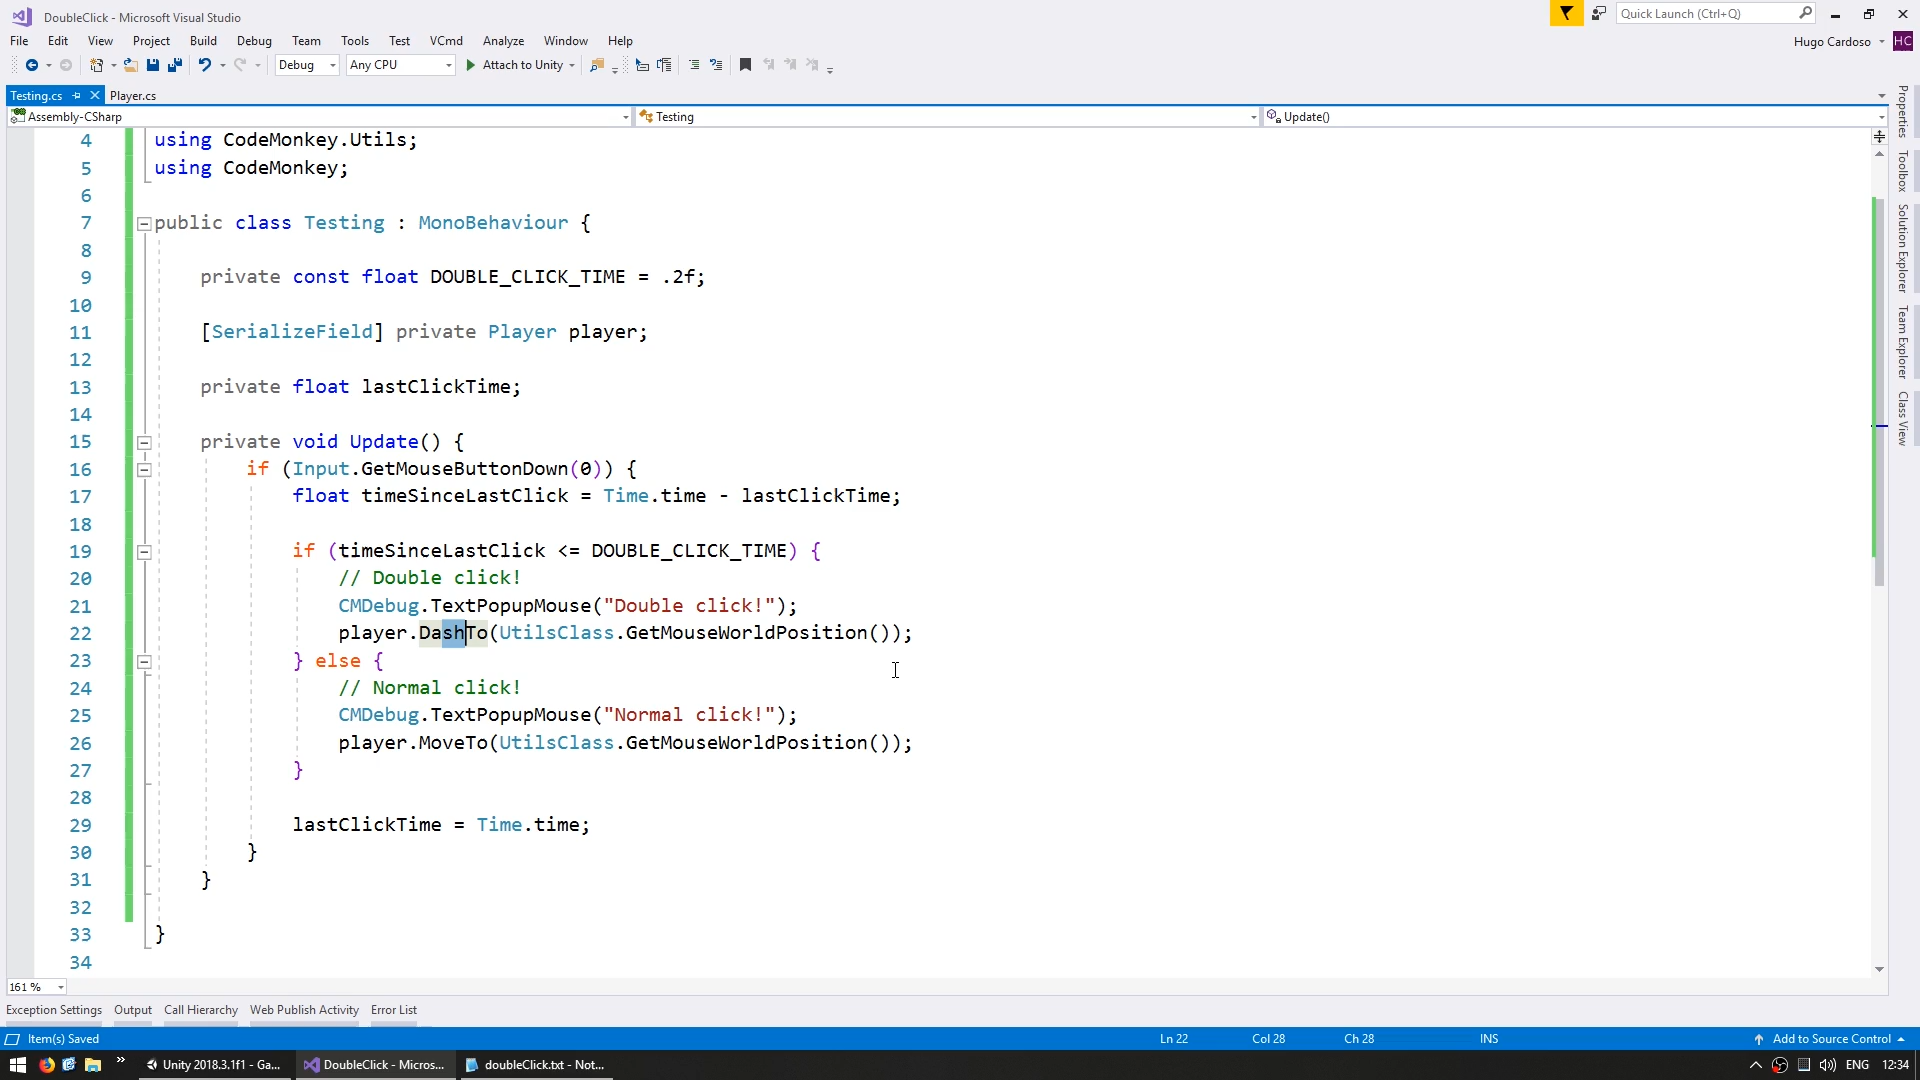 DoubleClick - Microsoft Visual Studio
Quick Launch (Ctrl+Q)
File Edit View Project Build Debug Team Tools Test VCmd Analyze Window Help
Hugo Cardoso HC
Debug Any CPU Attach to Unity
Testing.cs Player.cs
Assembly-CSharp Testing Update()
4 using CodeMonkey.Utils;
5 using CodeMonkey;
6
7 public class Testing : MonoBehaviour {
8
9 private const float DOUBLE_CLICK_TIME = .2f;
10
11 [SerializeField] private Player player;
12
13 private float lastClickTime;
14
15 private void Update() {
16 if (Input.GetMouseButtonDown(0)) {
17 float timeSinceLastClick = Time.time - lastClickTime;
18
19 if (timeSinceLastClick <= DOUBLE_CLICK_TIME) {
20 // Double click!
21 CMDebug.TextPopupMouse("Double click!");
22 player.DashTo(UtilsClass.GetMouseWorldPosition());
23 } else {
24 // Normal click!
25 CMDebug.TextPopupMouse("Normal click!");
26 player.MoveTo(UtilsClass.GetMouseWorldPosition());
27 }
28
29 lastClickTime = Time.time;
30 }
31 }
32
33 }
34
Properties
Toolbox
Solution Explorer
Team Explorer
Class View
161 %
Exception Settings Output Call Hierarchy Web Publish Activity Error List
Item(s) Saved Ln 22 Col 28 Ch 28 INS Add to Source Control
Unity 2018.3.1f1 - Ga... DoubleClick - Micros... doubleClick.txt - Not... ENG 12:34